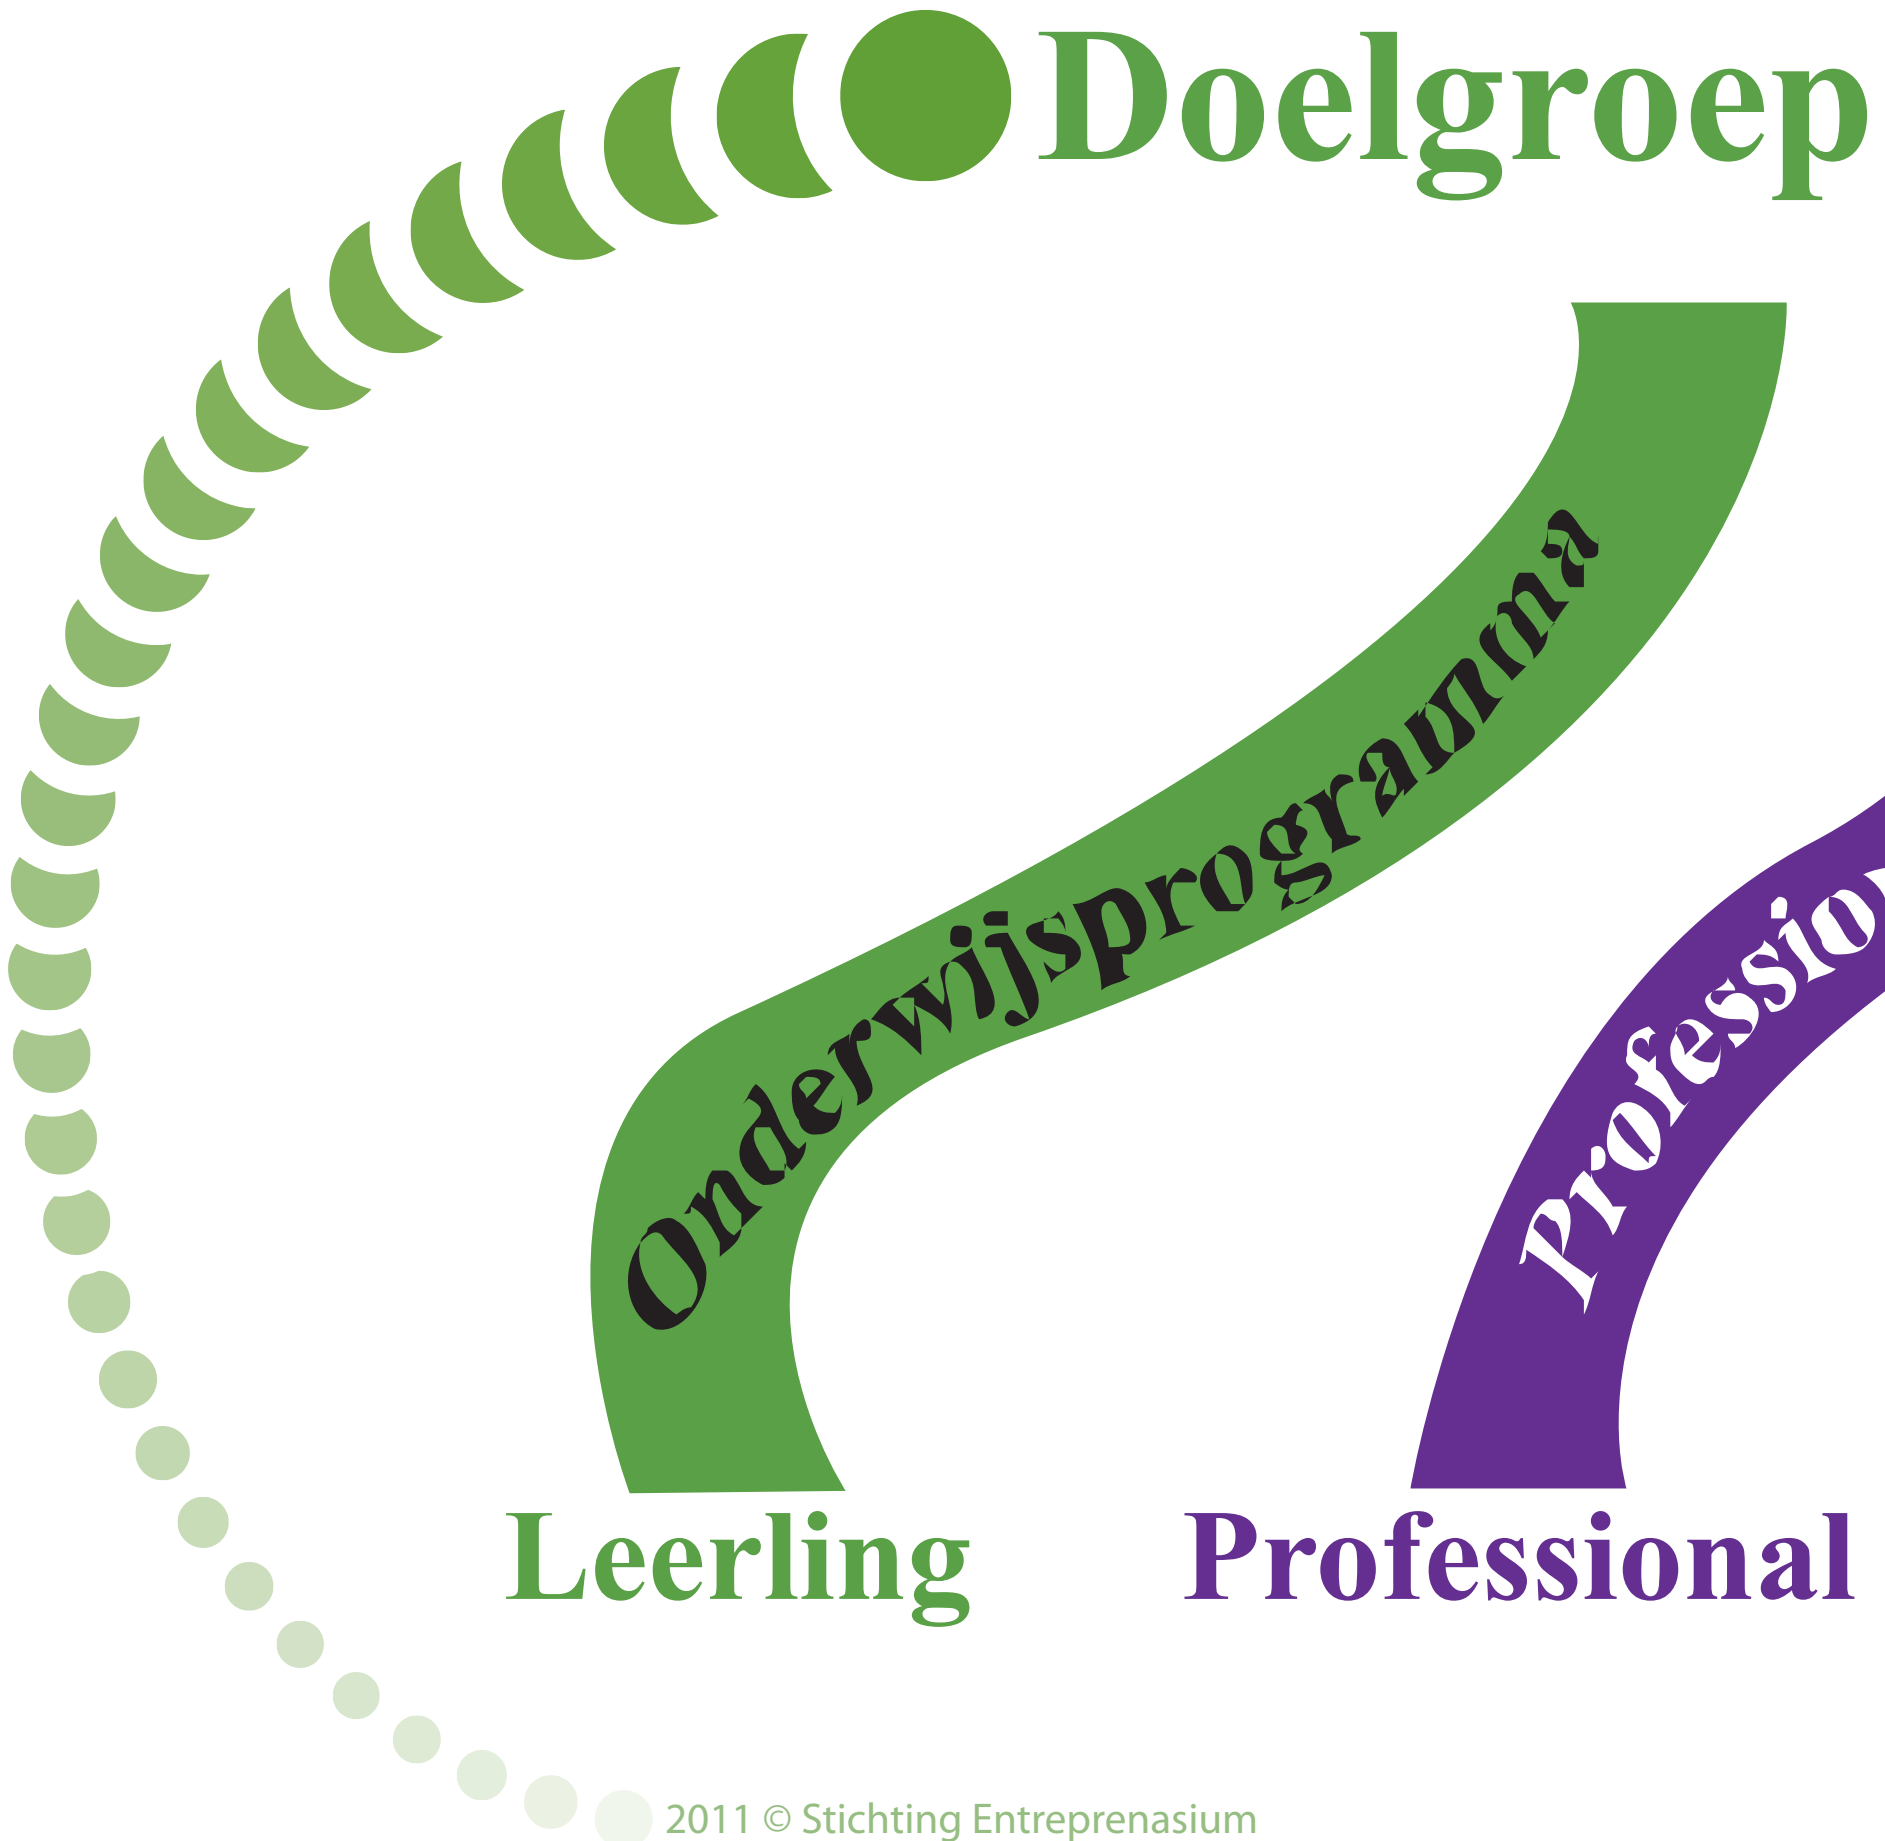 Doelgroep
Onderwijsprogramma
Leerling
Professional
2011 © Stichting Entreprenasium